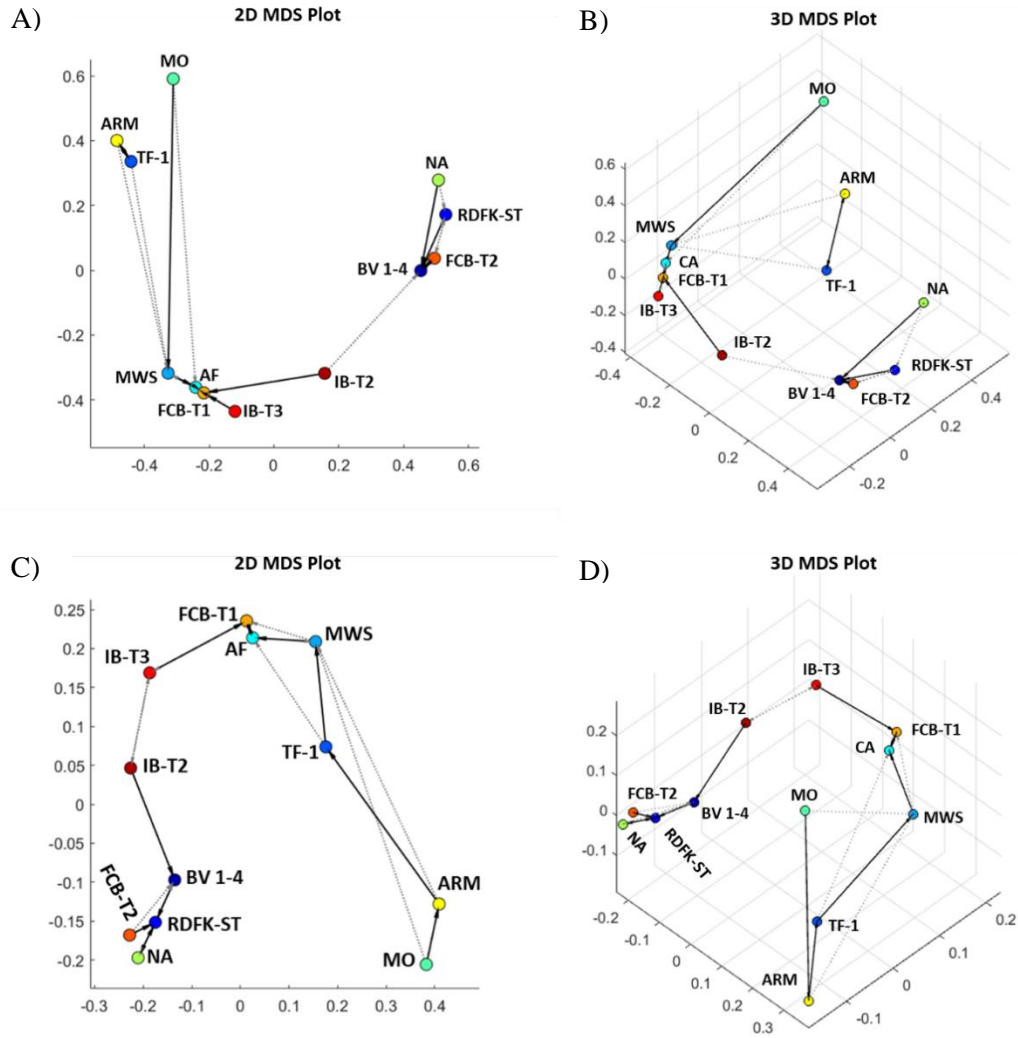 A)
2D MDS Plot
MO
ARM
TF-1
NA
RDFK-ST
FCB-T2
BV 1-4
MWS
AF
FCB-T1
IB-T3
IB-T2
0.6
0.4
0.2
0
-0.2
-0.4
-0.4
-0.2
0
0.2
0.4
0.6
B)
3D MDS Plot
MO
ARM
MWS
CA
FCB-T1
IB-T3
TF-1
NA
IB-T2
RDFK-ST
BV 1-4
FCB-T2
0.6
0.4
0.2
0
-0.2
-0.4
-0.4
-0.2
0
0.2
0.4
-0.2
0
0.2
0.4
C)
2D MDS Plot
FCB-T1
AF
MWS
IB-T3
TF-1
IB-T2
BV 1-4
FCB-T2
RDFK-ST
NA
ARM
MO
0.25
0.2
0.15
0.1
0.05
0
-0.05
-0.1
-0.15
-0.2
-0.3
-0.2
-0.1
0
0.1
0.2
0.3
0.4
D)
3D MDS Plot
IB-T3
IB-T2
FCB-T1
CA
FCB-T2
BV 1-4
MO
MWS
NA
RDFK-ST
TF-1
ARM
0.2
0.1
0
-0.1
-0.2
-0.1
0
0.1
0.2
0.3
-0.1
0
0.1
0.2